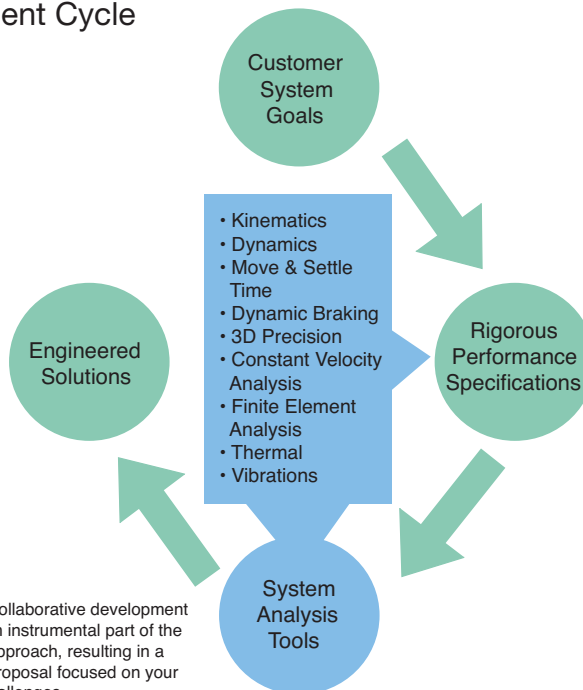 ent Cycle
Customer
System
Goals
• Kinematics
• Dynamics
• Move & Settle
Time
• Dynamic Braking
• 3D Precision
• Constant Velocity
Analysis
• Finite Element
Analysis
• Thermal
• Vibrations
Rigorous
Performance
Specifications
Engineered
Solutions
System
Analysis
Tools
ollaborative development
n instrumental part of the
pproach, resulting in a
roposal focused on your